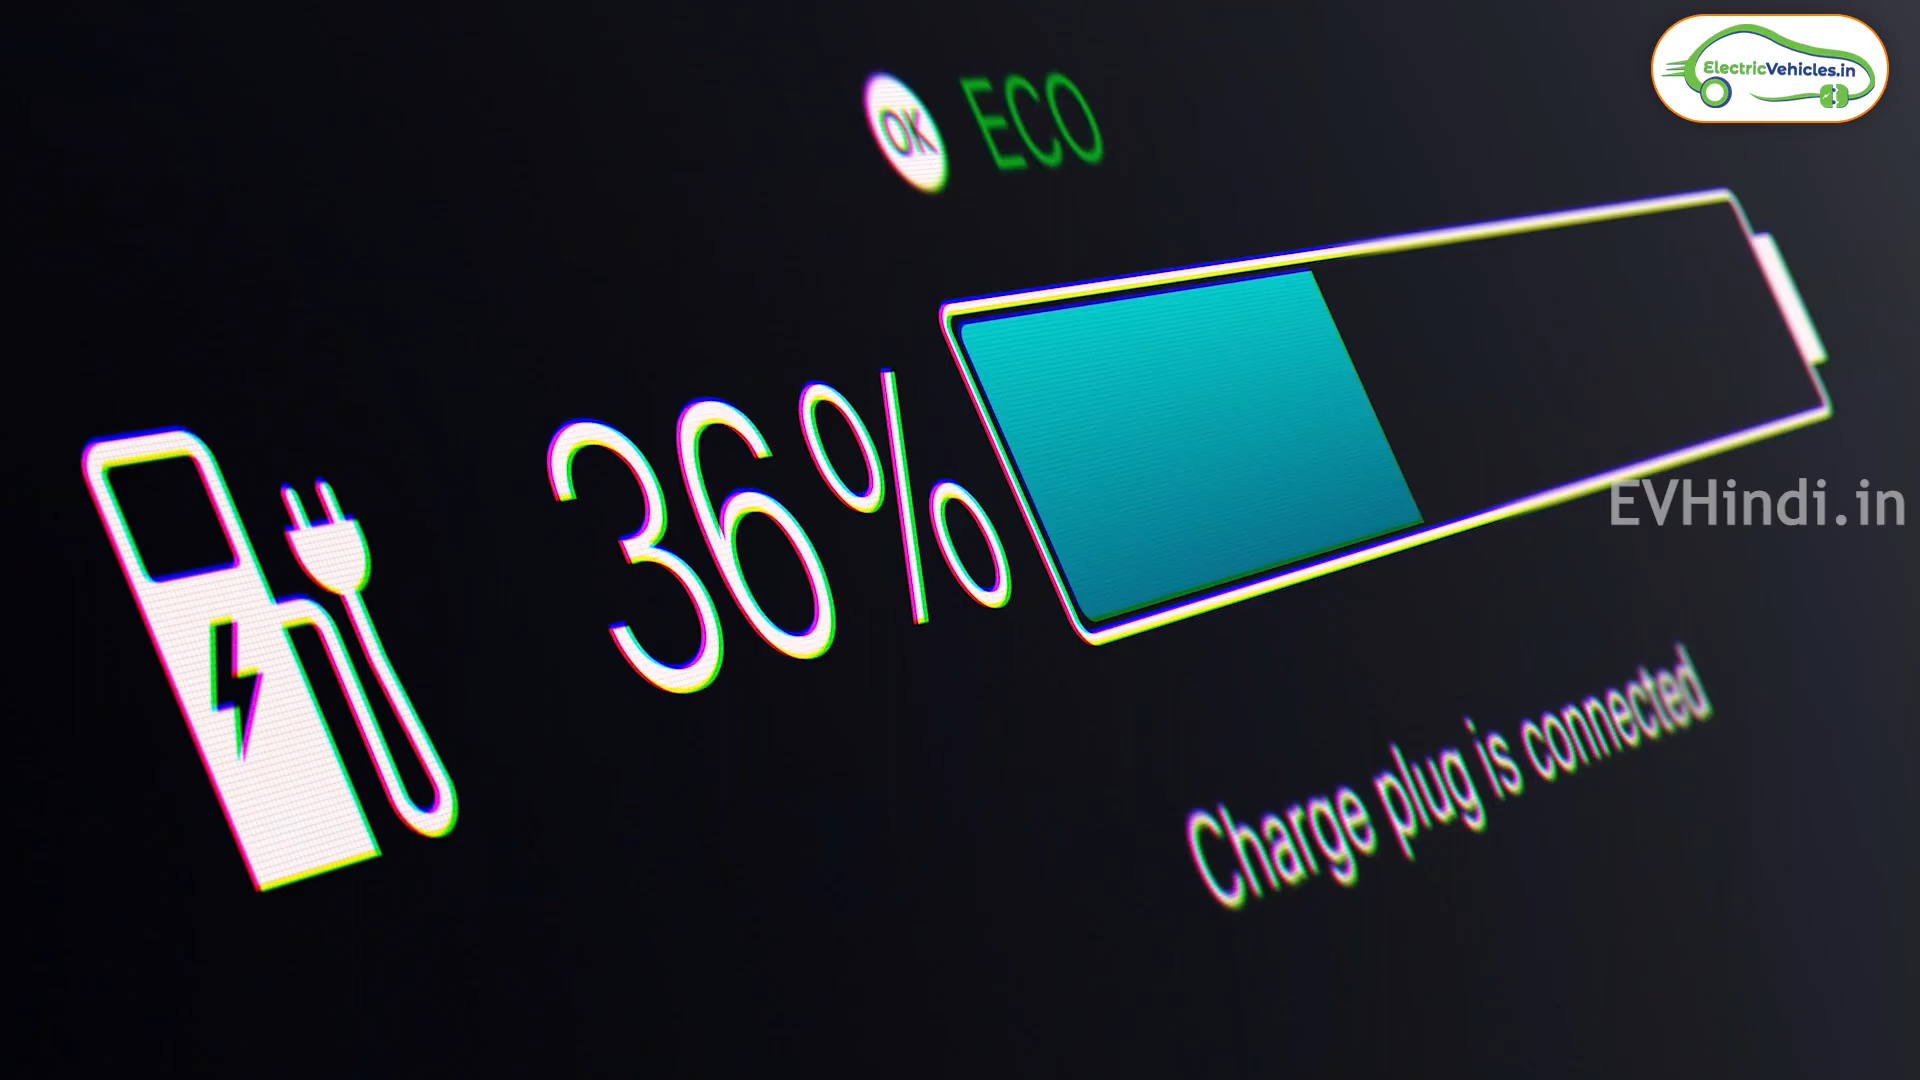 ElectricVehicles.in
OK ECO
36%
EVHindi.in
Charge plug is connected